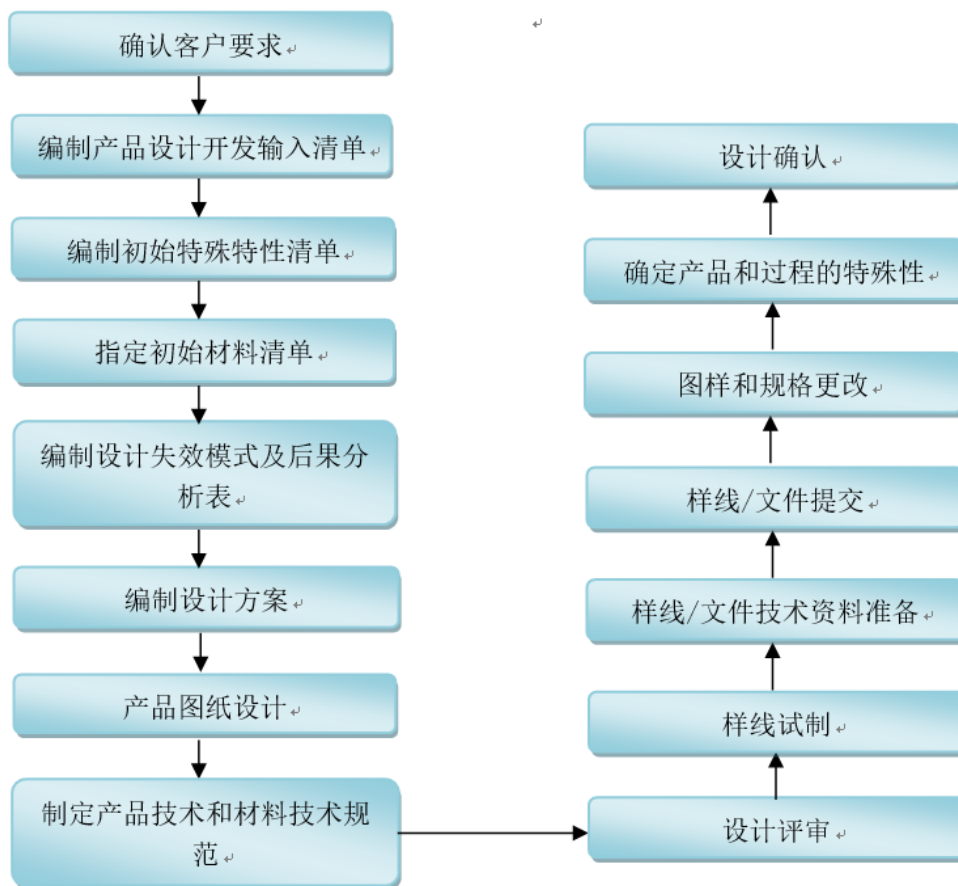 确认客户要求
编制产品设计开发输入清单
编制初始特殊特性清单
指定初始材料清单
编制设计失效模式及后果分
析表
编制设计方案
产品图纸设计
制定产品技术和材料技术规
范
设计评审
样线试制
样线/文件技术资料准备
样线/文件提交
图样和规格更改
确定产品和过程的特殊性
设计确认